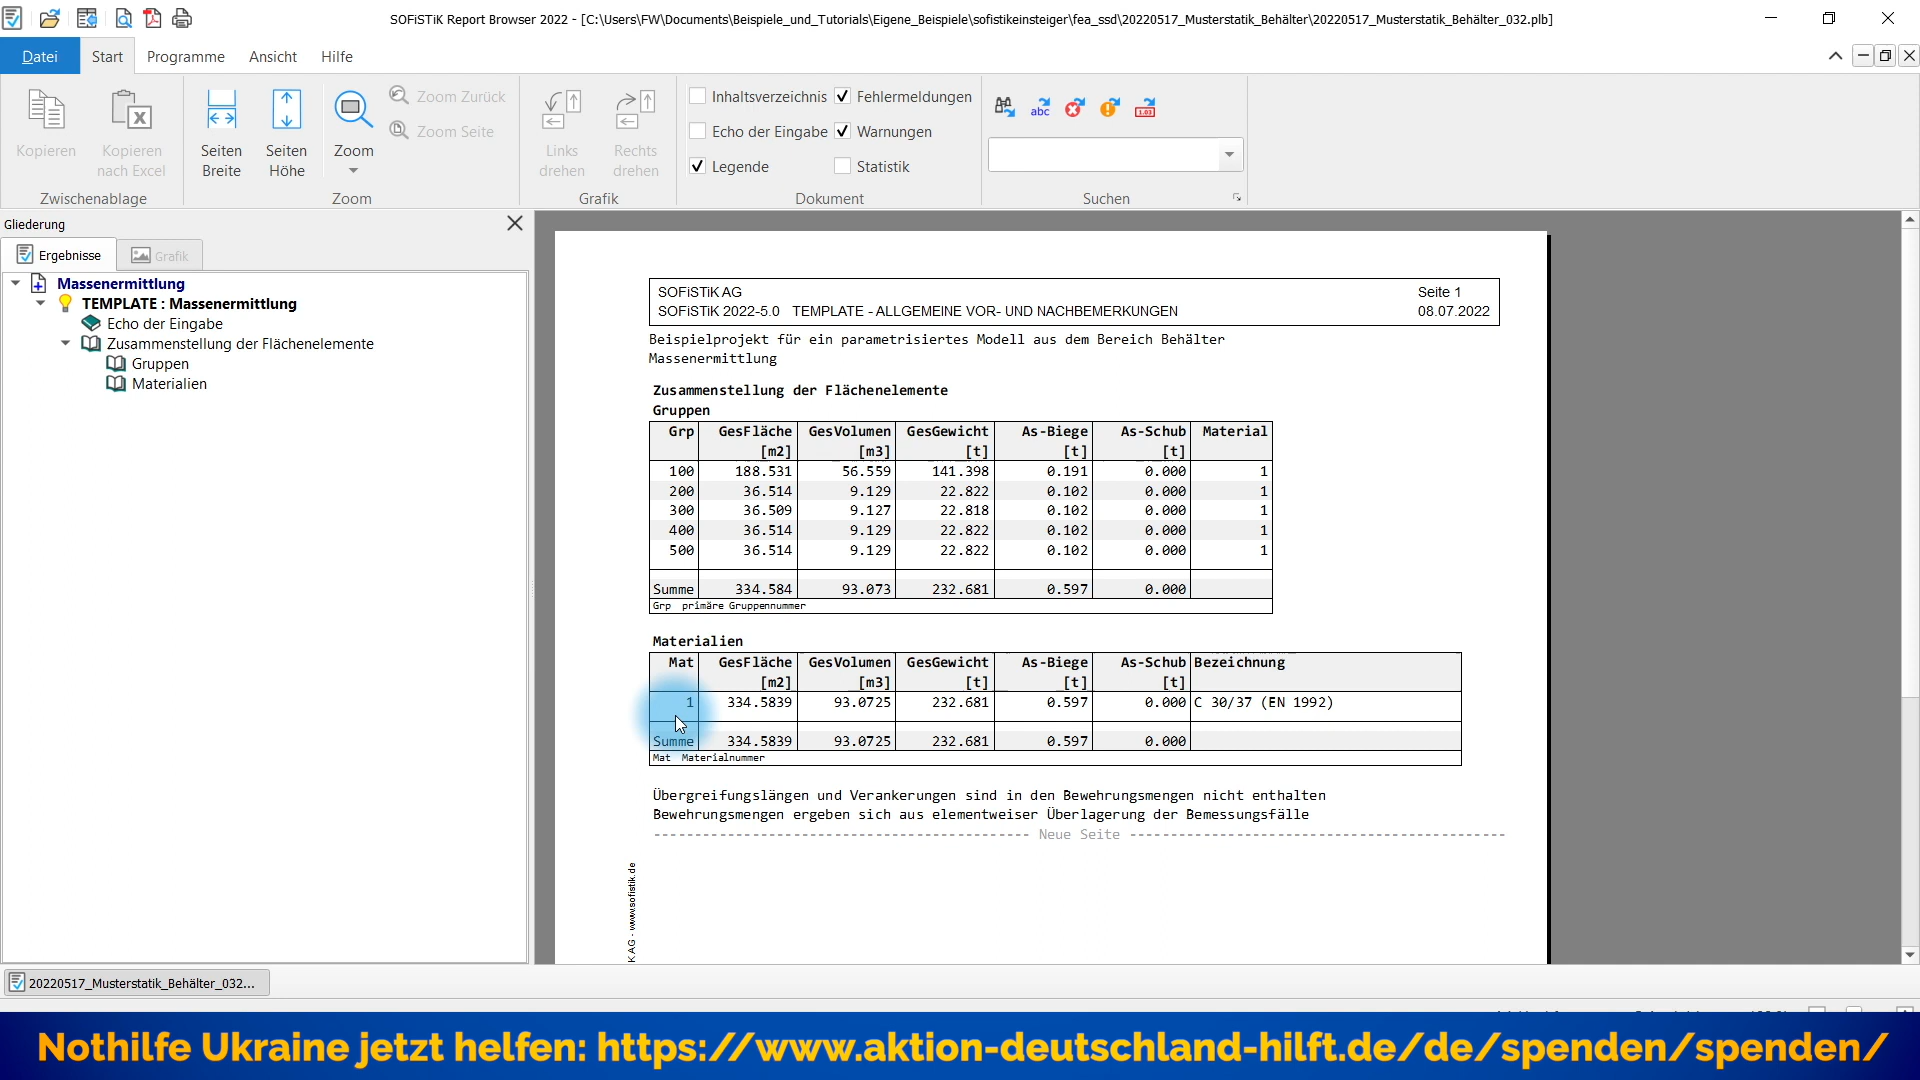 SOFiSTiK Report Browser 2022 - [C:\Users\FW\Documents\Beispiele_und_Tutorials\Eigene_Beispiele\sofistikeinsteiger\fea_ssd\20220517_Musterstatik_Behälter\20220517_Musterstatik_Behälter_032.plb]
Datei Start Programme Ansicht Hilfe
Kopieren
Kopieren nach Excel
Zwischenablage
Seiten Breite
Seiten Höhe
Zoom
Zoom Zurück
Zoom Seite
Zoom
Links drehen
Rechts drehen
Grafik
Inhaltsverzeichnis Fehlermeldungen
Echo der Eingabe Warnungen
Legende Statistik
Dokument
abc
1.03
Suchen
Gliederung
Ergebnisse Grafik
Massenermittlung
TEMPLATE : Massenermittlung
Echo der Eingabe
Zusammenstellung der Flächenelemente
Gruppen
Materialien
SOFiSTiK AG Seite 1
SOFiSTiK 2022-5.0 TEMPLATE - ALLGEMEINE VOR- UND NACHBEMERKUNGEN 08.07.2022
Beispielprojekt für ein parametrisiertes Modell aus dem Bereich Behälter
Massenermittlung
Zusammenstellung der Flächenelemente
Gruppen
Grp GesFläche GesVolumen GesGewicht As-Biege As-Schub Material
[m2] [m3] [t] [t] [t]
100 188.531 56.559 141.398 0.191 0.000 1
200 36.514 9.129 22.822 0.102 0.000 1
300 36.509 9.127 22.818 0.102 0.000 1
400 36.514 9.129 22.822 0.102 0.000 1
500 36.514 9.129 22.822 0.102 0.000 1
Summe 334.584 93.073 232.681 0.597 0.000
Grp primäre Gruppennummer
Materialien
Mat GesFläche GesVolumen GesGewicht As-Biege As-Schub Bezeichnung
[m2] [m3] [t] [t] [t]
1 334.5839 93.0725 232.681 0.597 0.000 C 30/37 (EN 1992)
Summe 334.5839 93.0725 232.681 0.597 0.000
Mat Materialnummer
Übergreifungslängen und Verankerungen sind in den Bewehrungsmengen nicht enthalten
Bewehrungsmengen ergeben sich aus elementweiser Überlagerung der Bemessungsfälle
Neue Seite
K AG - www.sofistik.de
20220517_Musterstatik_Behälter_032...
Nothilfe Ukraine jetzt helfen: https://www.aktion-deutschland-hilft.de/de/spenden/spenden/